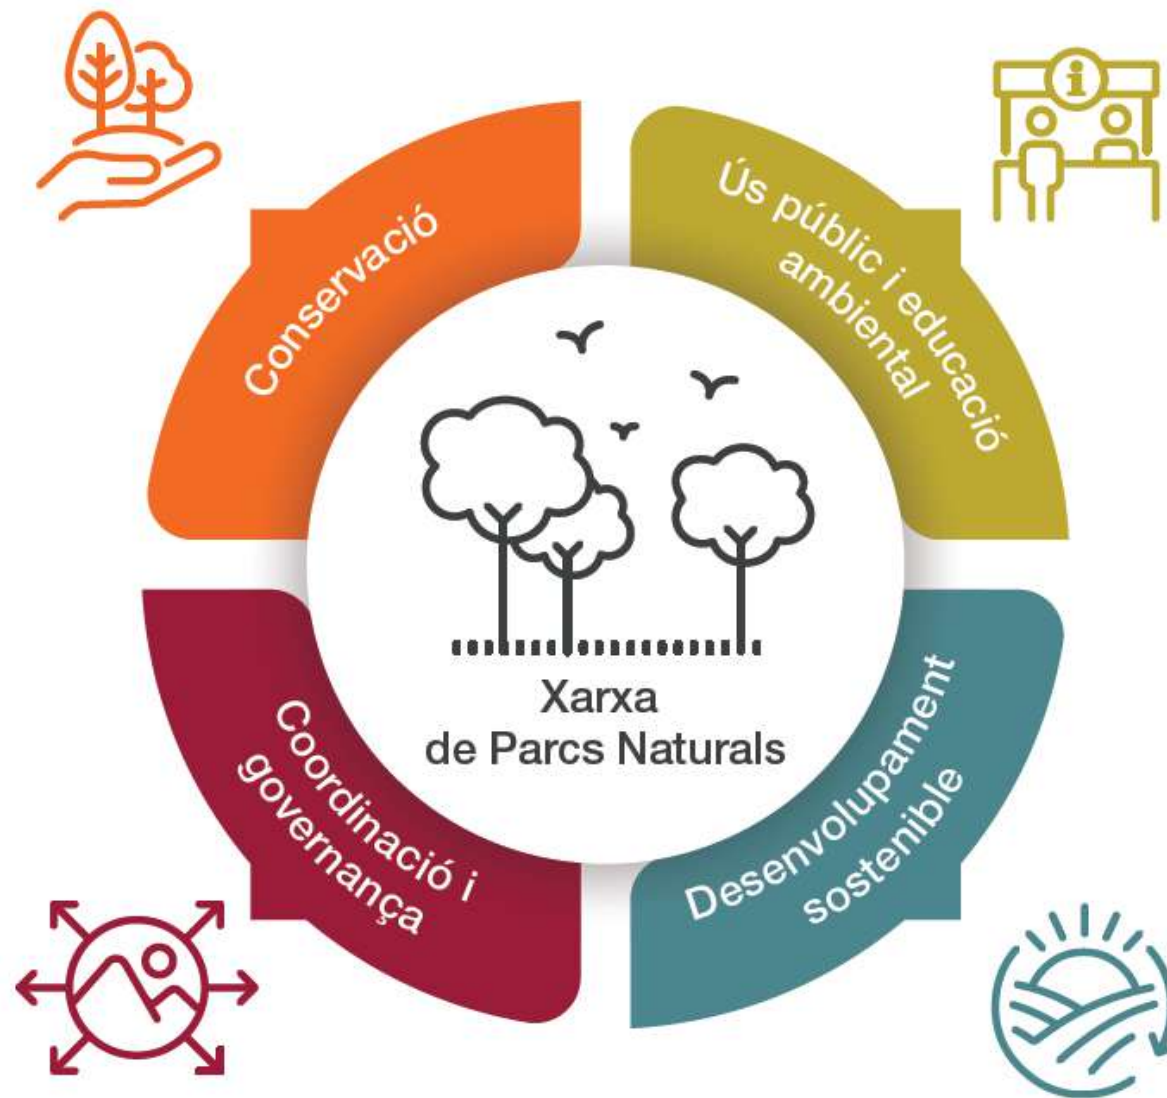 Conservació
Ús públic i educació
ambiental
Xarxa
de Parcs Naturals
Coordinació i
governança
Desenvolupament
sostenible
i